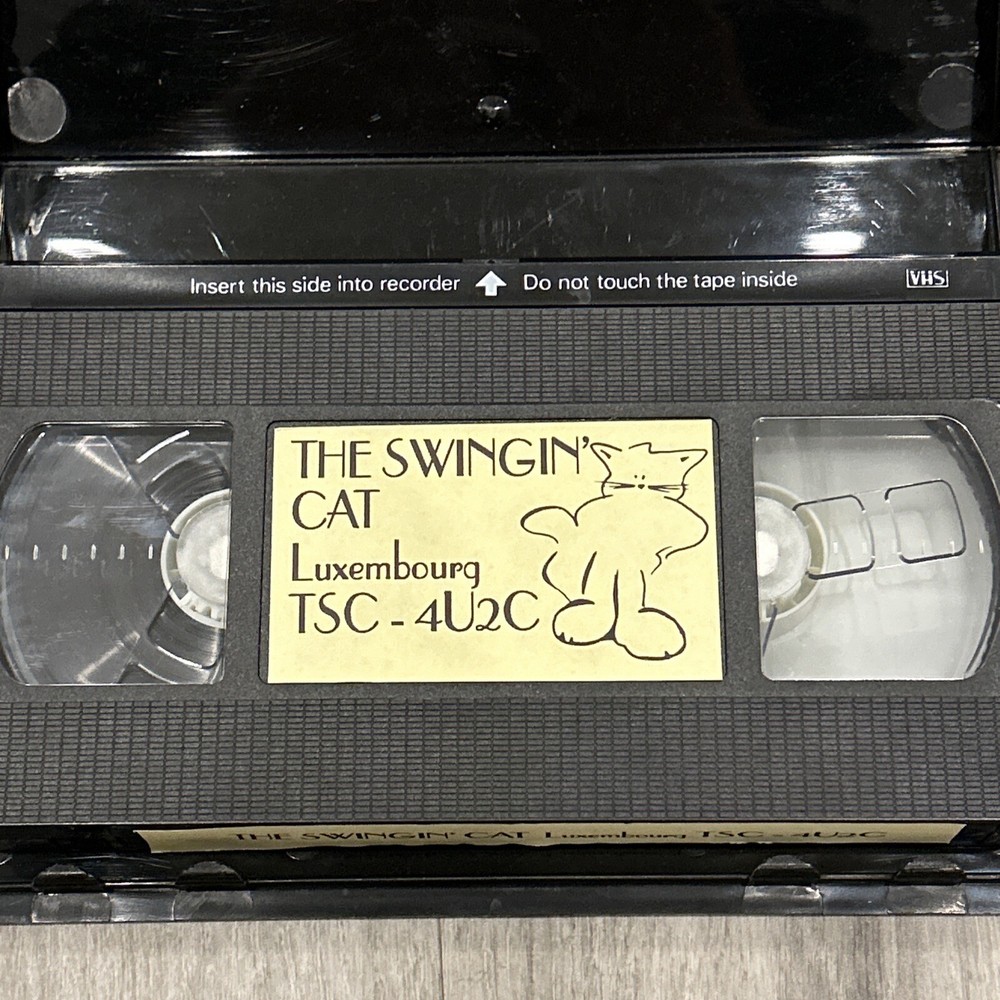 Insert this side into recorder Do not touch the tape inside VHS
THE SWINGIN'
CAT
Luxembourg
TSC - 4U2C
THE SWINGIN' CAT Luxembourg TSC - 4U2C